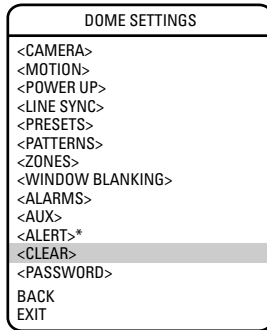 DOME SETTINGS
<CAMERA>
<MOTION>
<POWER UP>
<LINE SYNC>
<PRESETS>
<PATTERNS>
<ZONES>
<WINDOW BLANKING>
<ALARMS>
<AUX>
<ALERT>*
<CLEAR>
<PASSWORD>
BACK
EXIT